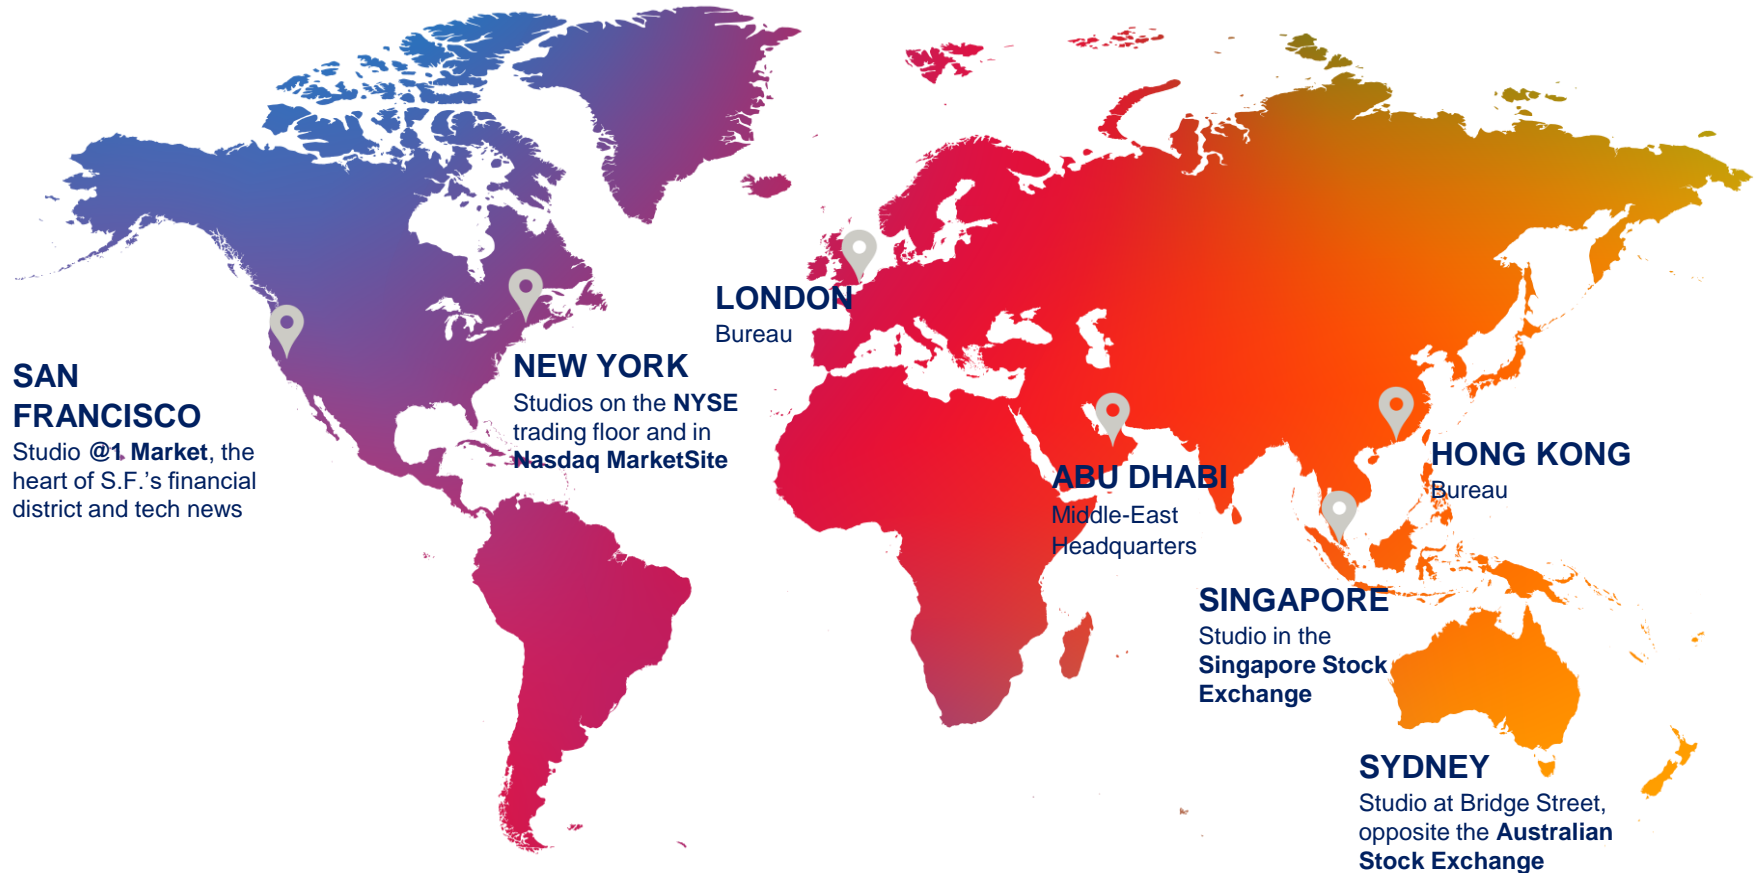 SAN
FRANCISCO
Studio @1 Market, the
heart of S.F.'s financial
district and tech news
NEW YORK
Studios on the NYSE
trading floor and in
Nasdaq MarketSite
LONDON
Bureau
ABU DHABI
Middle-East
Headquarters
HONG KONG
Bureau
SINGAPORE
Studio in the
Singapore Stock
Exchange
SYDNEY
Studio at Bridge Street,
opposite the Australian
Stock Exchange